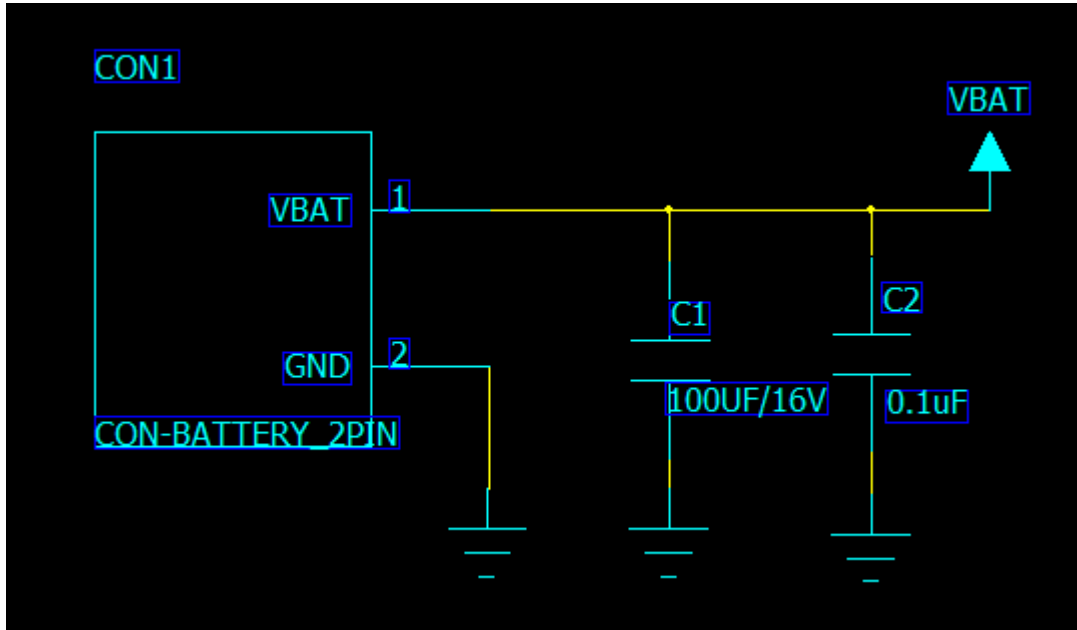 CON1
VBAT
VBAT
1
C1
C2
GND
2
100UF/16V
0.1uF
CON-BATTERY_2PIN